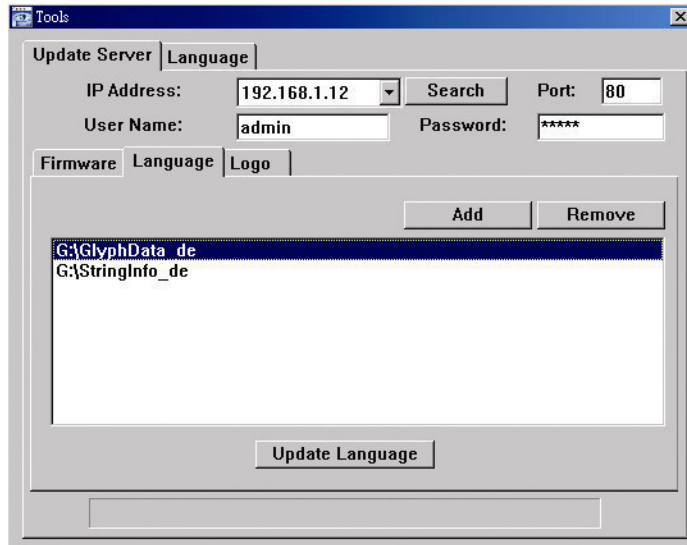 Tools
Update Server Language
IP Address: 192.168.1.12 Search Port: 80
User Name: admin Password: *****
Firmware Language Logo
Add Remove
G:\GlyphData_de
G:\StringInfo_de
Update Language